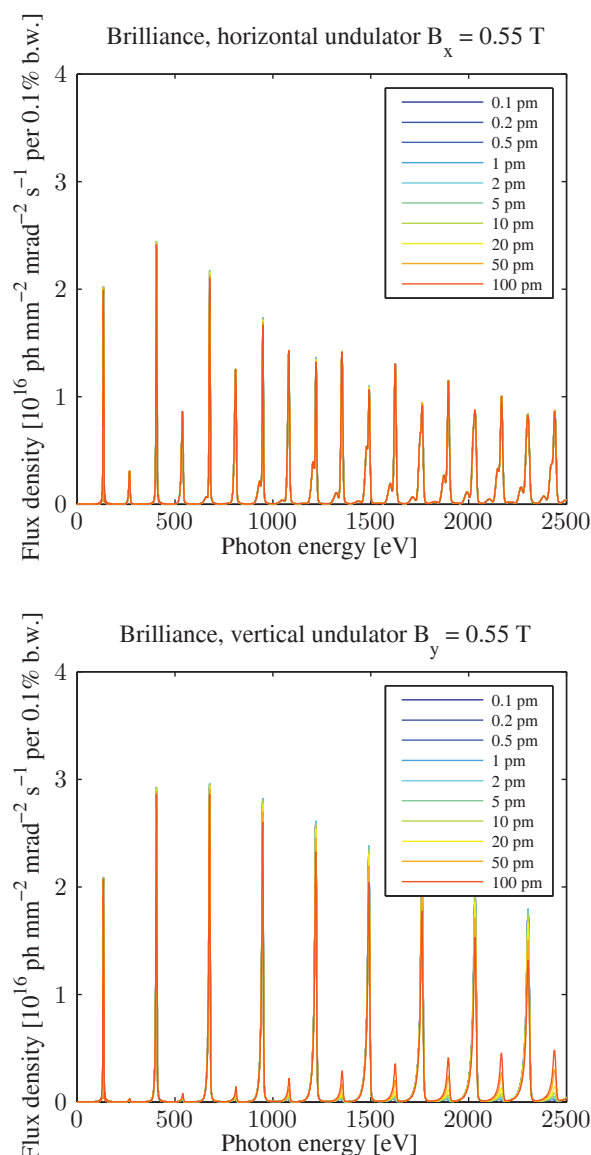 Brilliance, horizontal undulator B_x = 0.55 T
Flux density [10^16 ph mm^−2 mrad^−2 s^−1 per 0.1% b.w.]
4
3
2
1
0
0.1 pm
0.2 pm
0.5 pm
1 pm
2 pm
5 pm
10 pm
20 pm
50 pm
100 pm
0 500 1000 1500 2000 2500
Photon energy [eV]
Brilliance, vertical undulator B_y = 0.55 T
Flux density [10^16 ph mm^−2 mrad^−2 s^−1 per 0.1% b.w.]
4
3
2
1
0
0.1 pm
0.2 pm
0.5 pm
1 pm
2 pm
5 pm
10 pm
20 pm
50 pm
100 pm
0 500 1000 1500 2000 2500
Photon energy [eV]